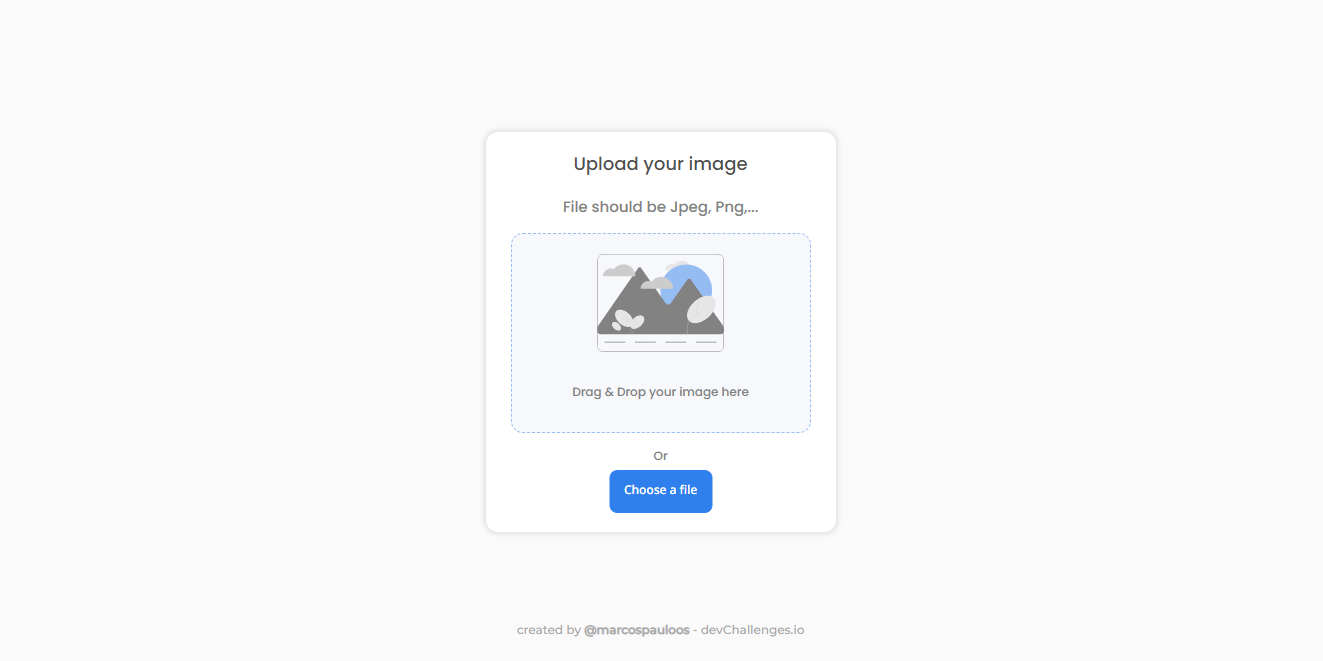 Upload your image
File should be Jpeg, Png,...
Drag & Drop your image here
Or
Choose a file
created by @marcospauloos - devChallenges.io